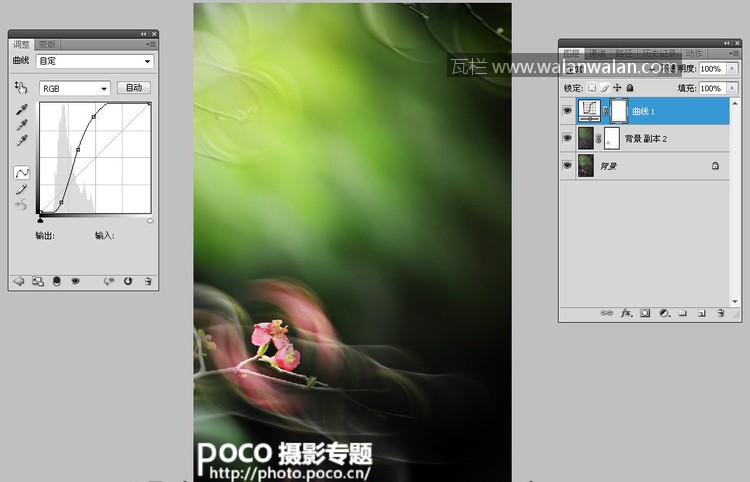 调整 蒙版
曲线 自定
RGB 自动
输出: 输入:
瓦栏 www.walanwalan.com
图层 通道 路径 历史记录 动作
不透明度: 100%
锁定: 填充: 100%
曲线 1
背景 副本 2
背景
fx
poco 摄影专题
http://photo.poco.cn/